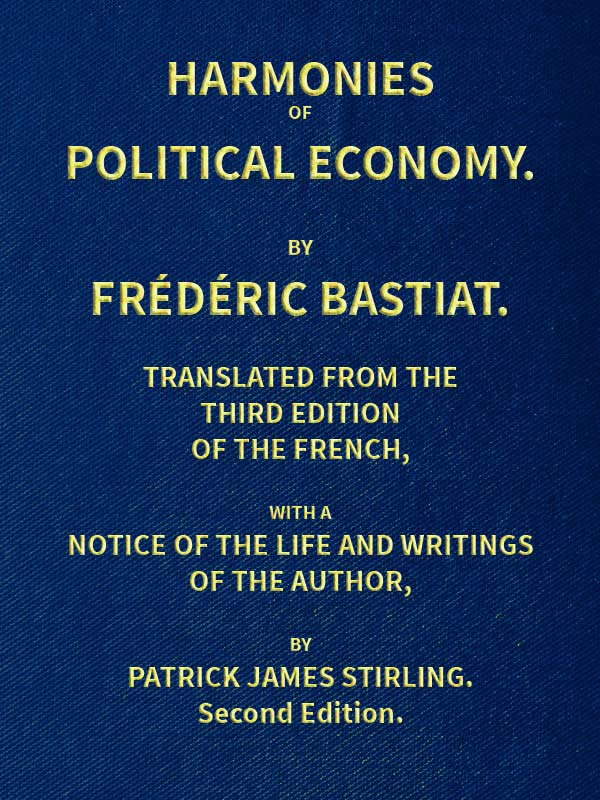 HARMONIES
OF
POLITICAL ECONOMY.
BY
FRÉDÉRIC BASTIAT.
TRANSLATED FROM THE
THIRD EDITION
OF THE FRENCH,
WITH A
NOTICE OF THE LIFE AND WRITINGS
OF THE AUTHOR,
BY
PATRICK JAMES STIRLING.
Second Edition.